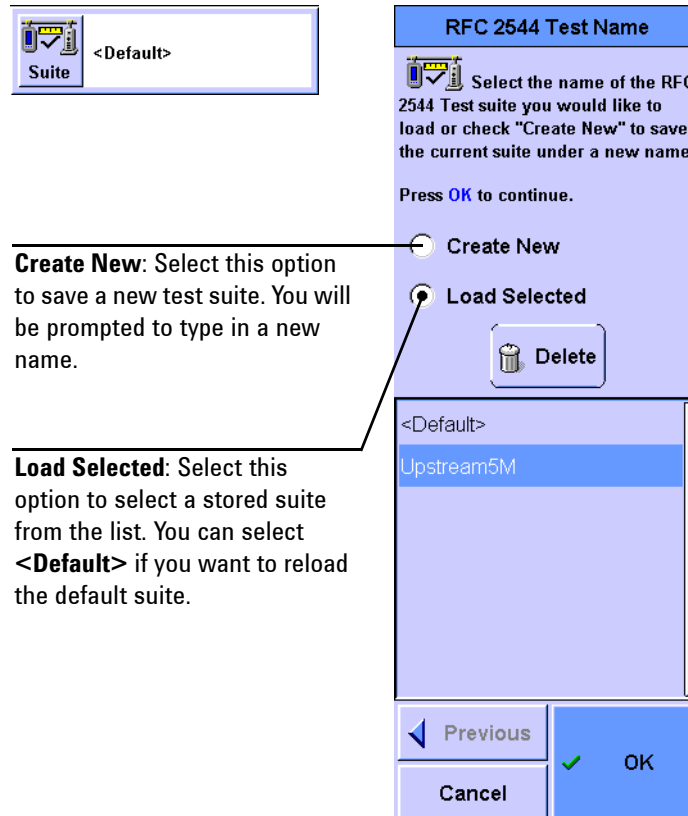 Suite
<Default>
RFC 2544 Test Name
Select the name of the
2544 Test suite you would like to
load or check "Create New" to save
the current suite under a new name
Press OK to continue.
Create New
Load Selected
Delete
<Default>
Upstream5M
Previous
OK
Cancel
Create New: Select this option
to save a new test suite. You will
be prompted to type in a new
name.
Load Selected: Select this
option to select a stored suite
from the list. You can select
<Default> if you want to reload
the default suite.